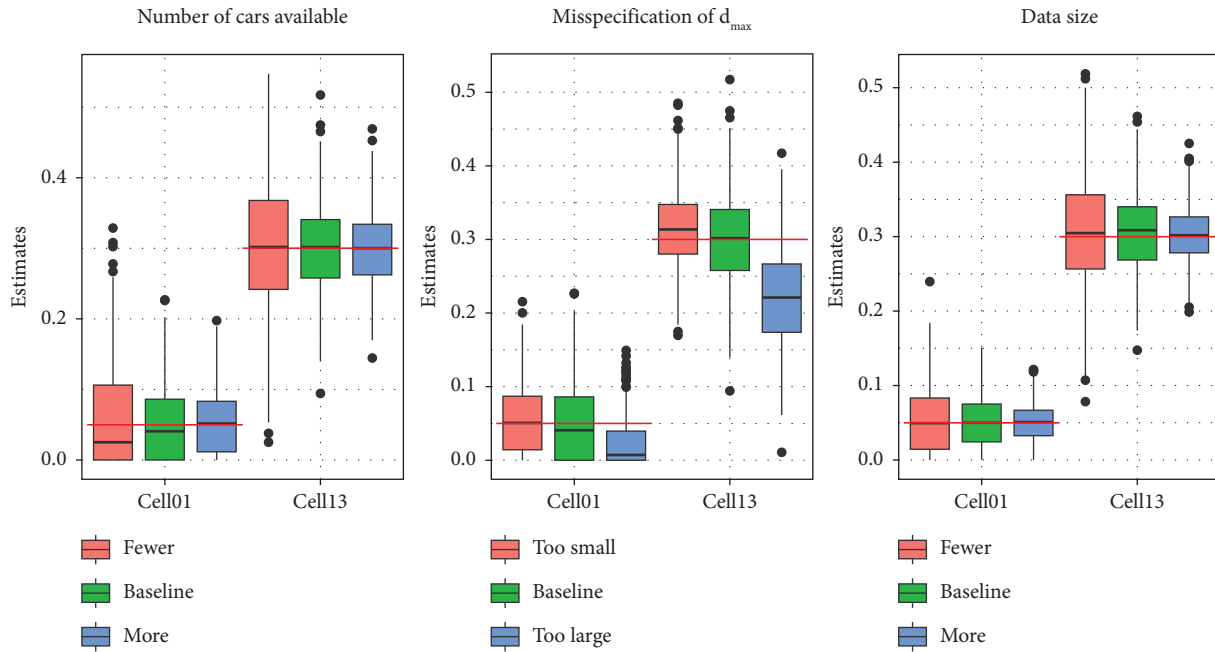 Number of cars available
Estimates
0.4
0.2
0.0
Cell01 Cell13
Fewer
Baseline
More
Misspecification of dmax
Estimates
0.5
0.4
0.3
0.2
0.1
0.0
Cell01 Cell13
Too small
Baseline
Too large
Data size
Estimates
0.5
0.4
0.3
0.2
0.1
0.0
Cell01 Cell13
Fewer
Baseline
More